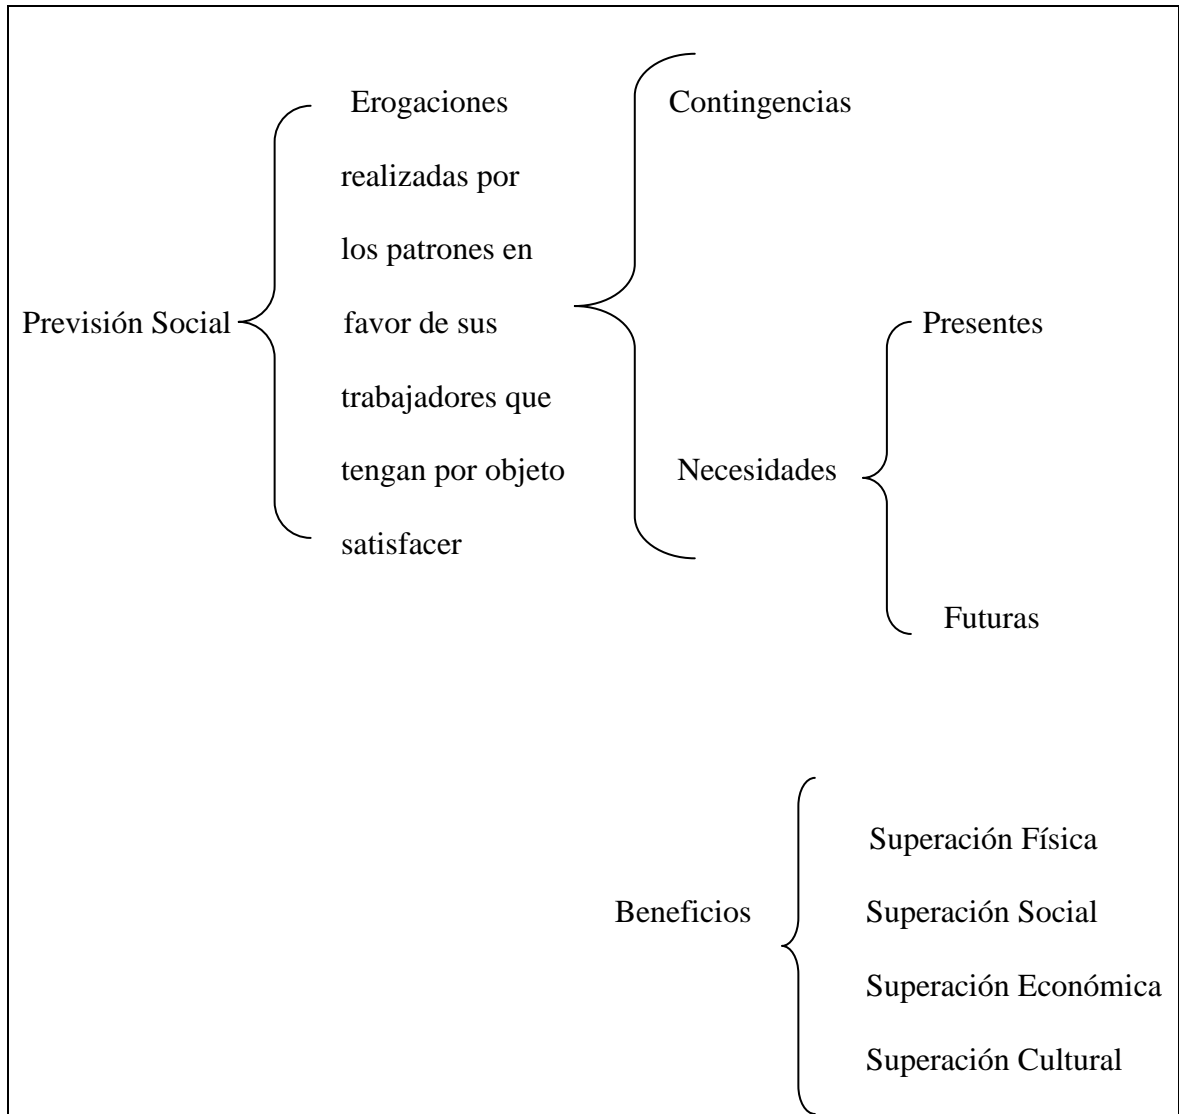 Erogaciones
Contingencias
realizadas por
los patrones en
Previsión Social
favor de sus
Presentes
trabajadores que
tengan por objeto
Necesidades
satisfacer
Futuras
Superación Física
Beneficios
Superación Social
Superación Económica
Superación Cultural